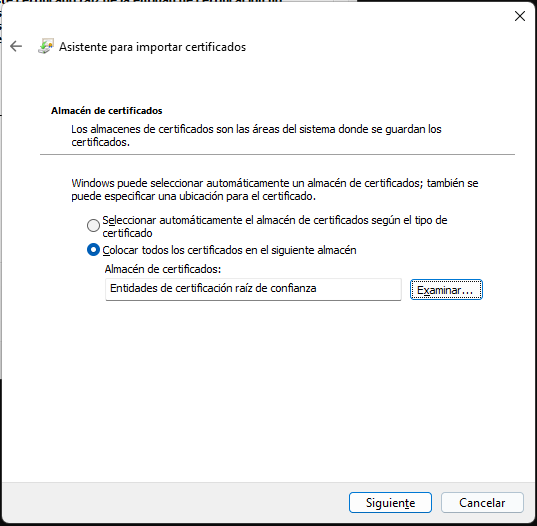 Asistente para importar certificados
Almacén de certificados
Los almacenes de certificados son las áreas del sistema donde se guardan los
certificados.
Windows puede seleccionar automáticamente un almacén de certificados; también se
puede especificar una ubicación para el certificado.
Seleccionar automáticamente el almacén de certificados según el tipo de
certificado
Colocar todos los certificados en el siguiente almacén
Almacén de certificados:
Entidades de certificación raíz de confianza
Examinar...
Siguiente
Cancelar